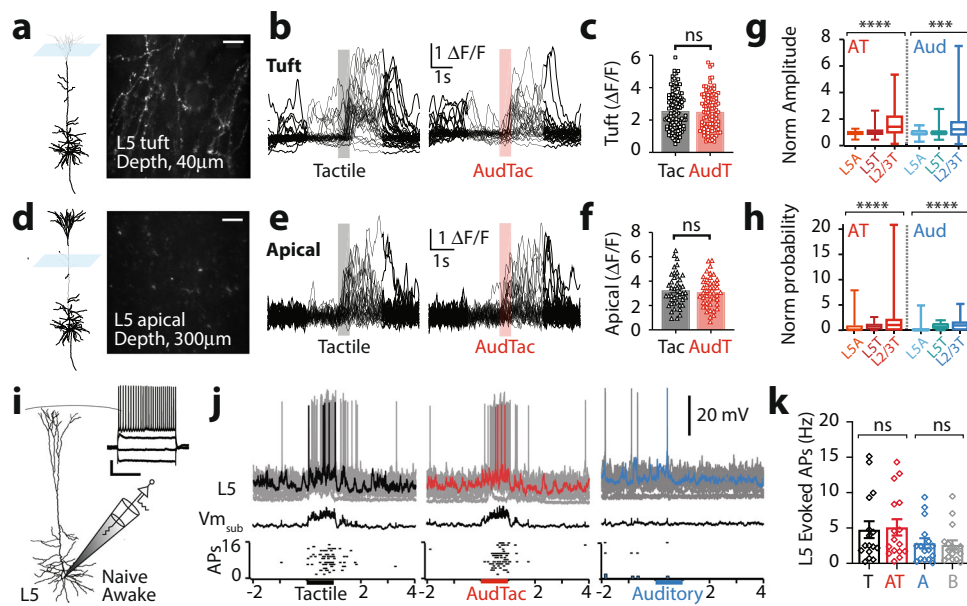 a
L5 tuft
Depth, 40μm
b
Tuft
1 ΔF/F
1s
Tactile
AudTac
c
ns
Tuft (ΔF/F)
8
6
4
2
0
Tac AudT
g
****
***
AT
Aud
Norm Amplitude
8
6
4
2
0
L5A
L5T
L2/3T
L5A
L5T
L2/3T
d
L5 apical
Depth, 300μm
e
Apical
1 ΔF/F
1s
Tactile
AudTac
f
ns
Apical (ΔF/F)
8
6
4
2
0
Tac AudT
h
****
****
AT
Aud
Norm probability
20
15
10
5
0
L5A
L5T
L2/3T
L5A
L5T
L2/3T
i
L5
Naive
Awake
j
20 mV
L5
Vm sub
APs
16
0
-2
Tactile
2
4
-2
AudTac
2
4
-2
Auditory
2
4
k
ns
ns
L5 Evoked APs (Hz)
20
15
10
5
0
T
AT
A
B